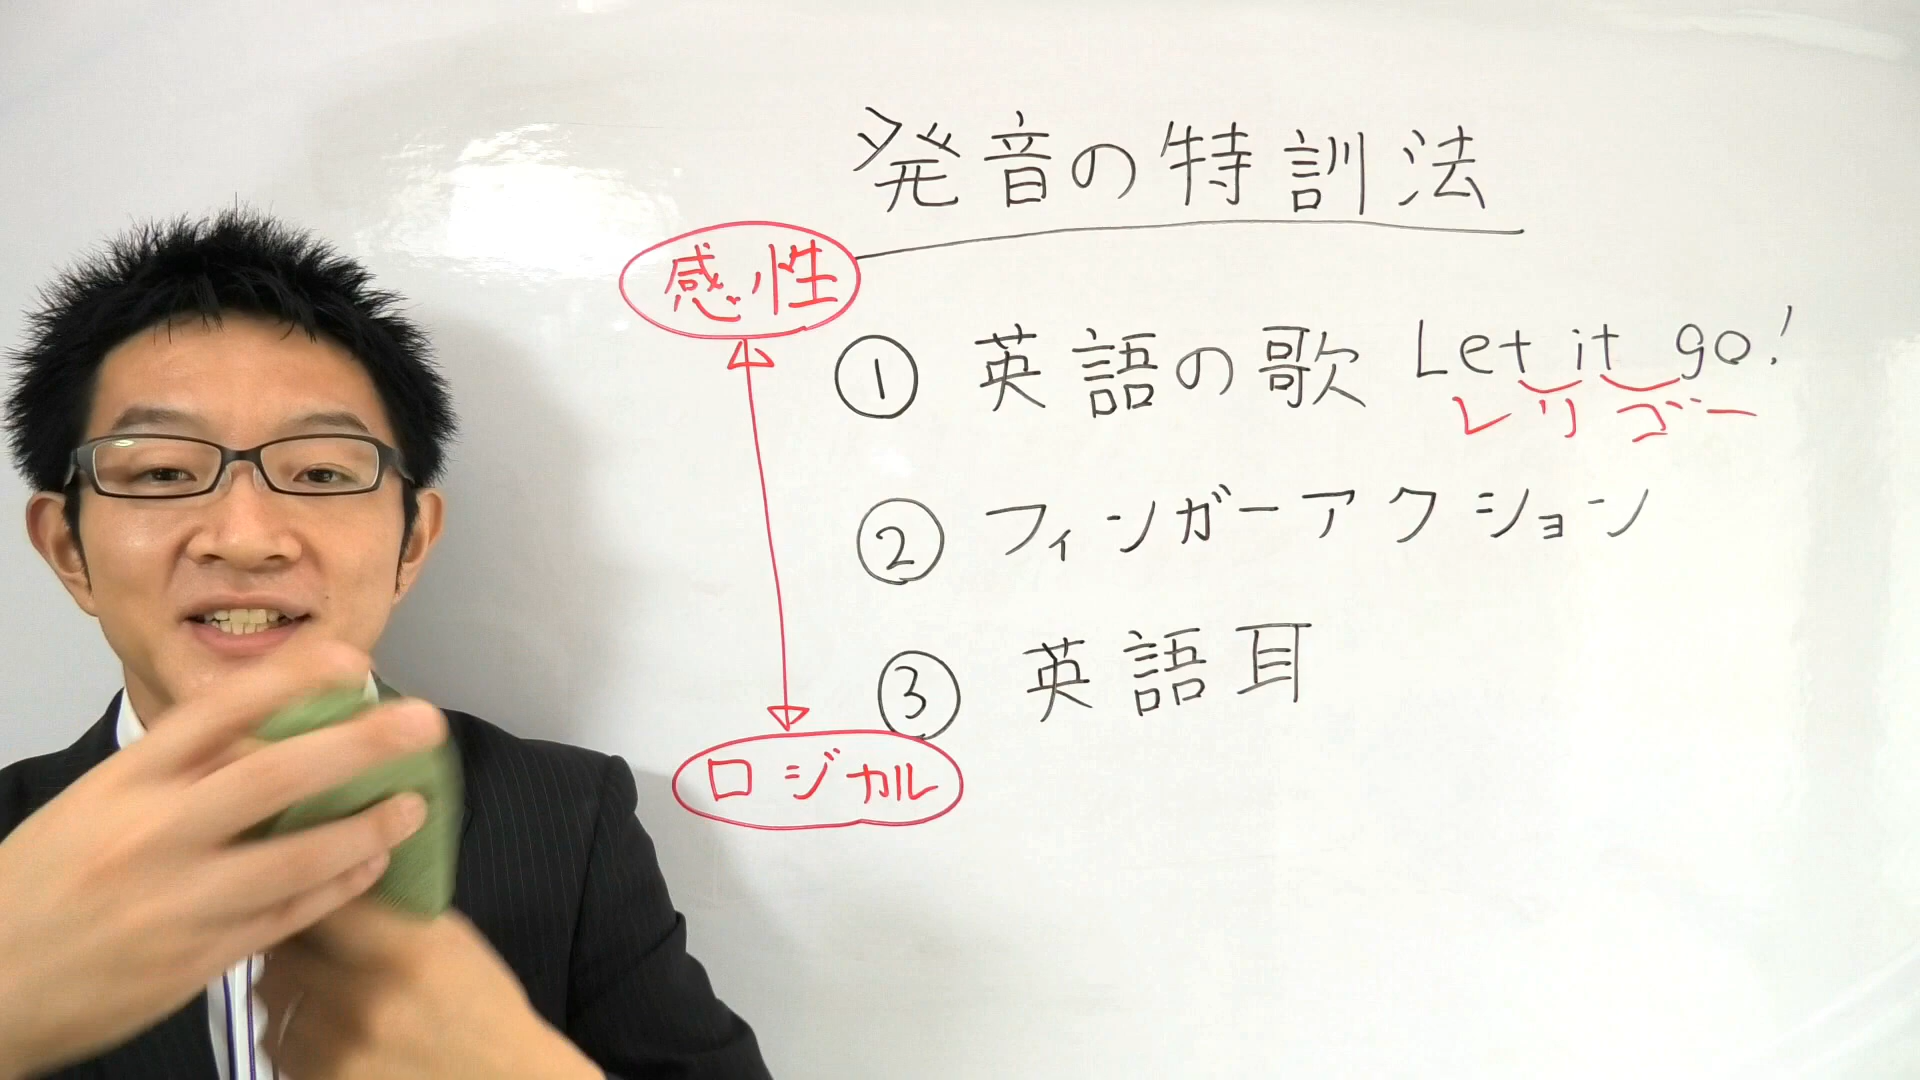 発音の特訓法
感性
① 英語の歌 Let it go!
レリゴー
② フィンガーアクション
③ 英語耳
ロジカル